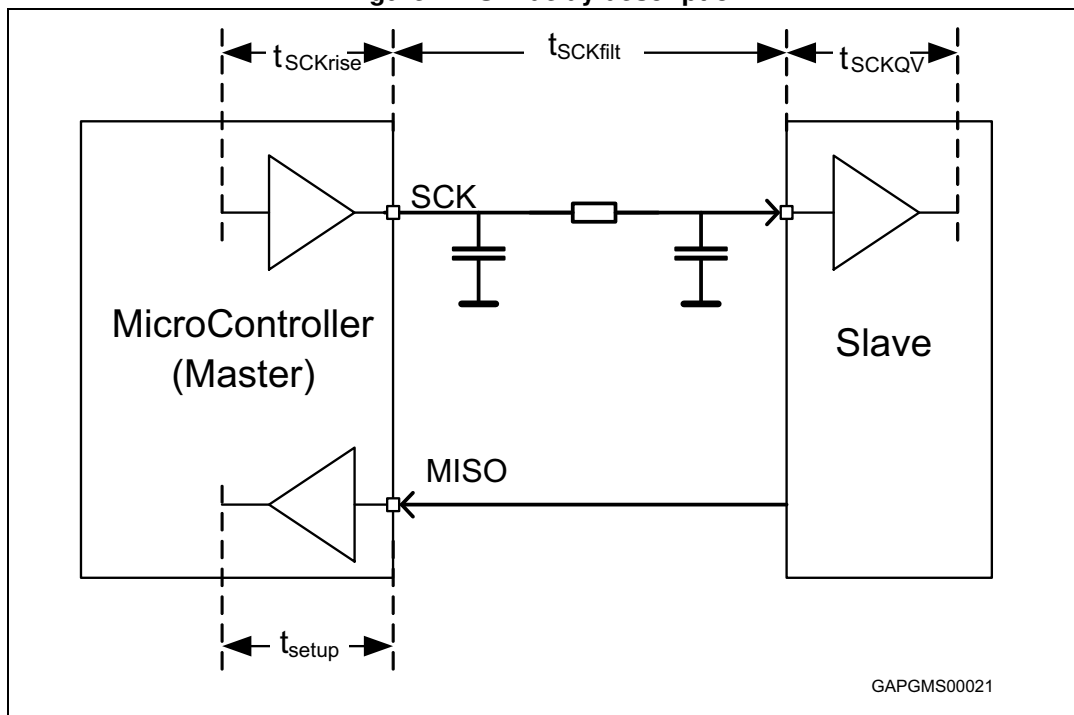 tSCKrise
tSCKfilt
tSCKQV
SCK
MicroController
(Master)
Slave
MISO
tsetup
GAPGMS00021